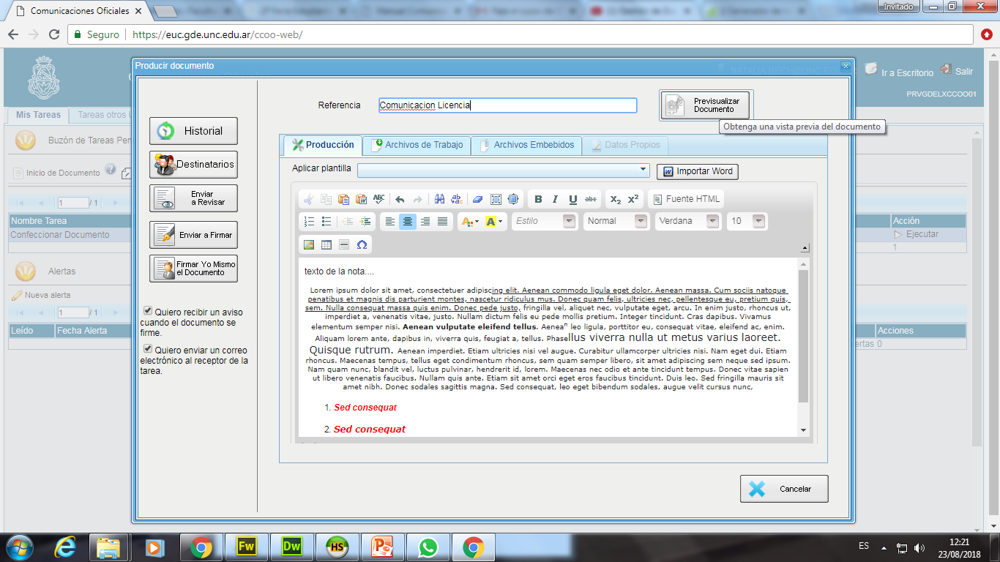 Comunicaciones Oficiales
Invitado
Seguro
https://euc.gde.unc.edu.ar/ccoo-web/
Ir a Escritorio
Salir
PRVGDELXCCOO01
Mis Tareas
Tareas otros U
Buzón de Tareas Pen
Inicio de Documento
1 / 1
Nombre Tarea
Acción
Confeccionar Documento
Ejecutar
1
Alertas
Nueva alerta
1 / 1
Leído
Fecha Alerta
Acciones
ertas 0
Producir documento
Referencia
Comunicacion Licencia
Previsualizar
Documento
Obtenga una vista previa del documento
Historial
Destinatarios
Enviar
a Revisar
Enviar a Firmar
Firmar Yo Mismo
el Documento
Quiero recibir un aviso
cuando el documento se
firme.
Quiero enviar un correo
electrónico al receptor de la
tarea.
Producción
Archivos de Trabajo
Archivos Embebidos
Datos Propios
Aplicar plantilla
Importar Word
B I U abc X₂ X² Fuente HTML
Estilo
Normal
Verdana
10
texto de la nota....
Lorem ipsum dolor sit amet, consectetuer adipiscing elit. Aenean commodo ligula eget dolor. Aenean massa. Cum sociis natoque
penatibus et magnis dis parturient montes, nascetur ridiculus mus. Donec quam felis, ultricies nec, pellentesque eu, pretium quis,
sem. Nulla consequat massa quis enim. Donec pede justo, fringilla vel, aliquet nec, vulputate eget, arcu. In enim justo, rhoncus ut,
imperdiet a, venenatis vitae, justo. Nullam dictum felis eu pede mollis pretium. Integer tincidunt. Cras dapibus. Vivamus
elementum semper nisi. Aenean vulputate eleifend tellus. Aeneaⁿ leo ligula, porttitor eu, consequat vitae, eleifend ac, enim.
Aliquam lorem ante, dapibus in, viverra quis, feugiat a, tellus. Phasellus viverra nulla ut metus varius laoreet.
Quisque rutrum. Aenean imperdiet. Etiam ultricies nisi vel augue. Curabitur ullamcorper ultricies nisi. Nam eget dui. Etiam
rhoncus. Maecenas tempus, tellus eget condimentum rhoncus, sem quam semper libero, sit amet adipiscing sem neque sed ipsum.
Nam quam nunc, blandit vel, luctus pulvinar, hendrerit id, lorem. Maecenas nec odio et ante tincidunt tempus. Donec vitae sapien
ut libero venenatis faucibus. Nullam quis ante. Etiam sit amet orci eget eros faucibus tincidunt. Duis leo. Sed fringilla mauris sit
amet nibh. Donec sodales sagittis magna. Sed consequat, leo eget bibendum sodales, augue velit cursus nunc,
1. Sed consequat
2. Sed consequat
Cancelar
Fw
Dw
HS
ES
12:21
23/08/2018